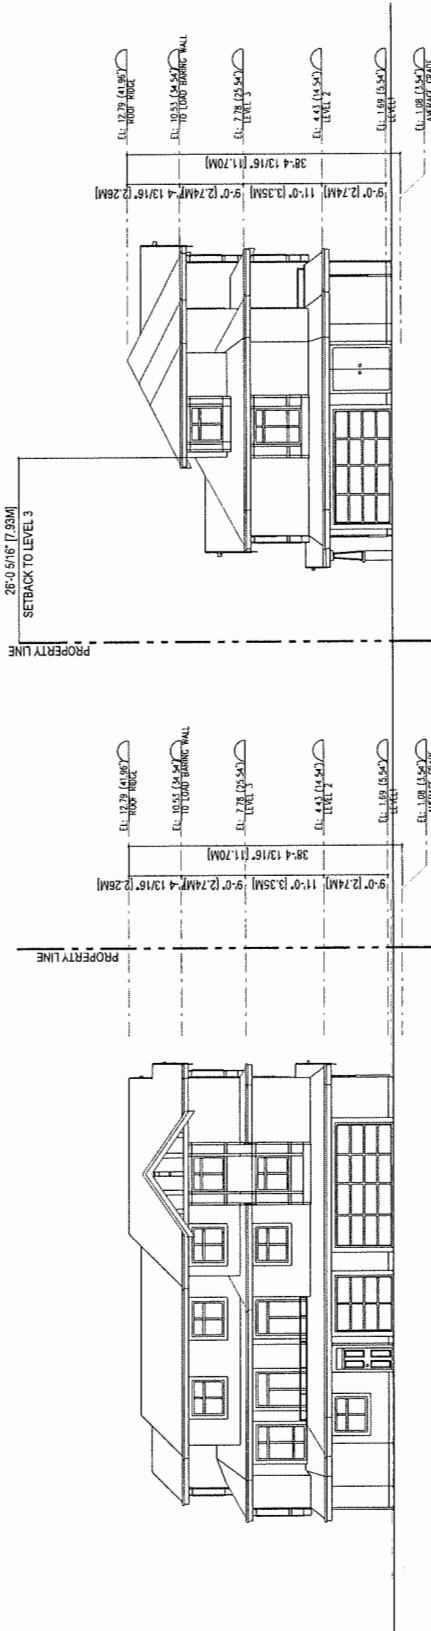 26'-0 5/16" [7.93M]
SETBACK TO LEVEL 3
PROPERTY LINE
EL: 12.79 (41.96')
ROOF RIDGE
EL: 10.53 (34.54')
TO LOAD BARING WALL
EL: 7.78 (25.54')
LEVEL 3
EL: 4.43 (14.54')
LEVEL 2
EL: 1.69 (5.54')
LEVEL1
EL: 1.08 (3.54')
AVERAGE GRADE
38'-4 13/16" [11.70M]
9'-0" [2.74M]
11'-0" [3.35M]
9'-0" [2.74M]
4'-4 13/16" [2.26M]
PROPERTY LINE
EL: 12.79 (41.96')
ROOF RIDGE
EL: 10.53 (34.54')
TO LOAD BARING WALL
EL: 7.78 (25.54')
LEVEL 3
EL: 4.43 (14.54')
LEVEL 2
EL: 1.69 (5.54')
LEVEL1
EL: 1.08 (3.54')
AVERAGE GRADE
38'-4 13/16" [11.70M]
9'-0" [2.74M]
11'-0" [3.35M]
9'-0" [2.74M]
4'-4 13/16" [2.26M]